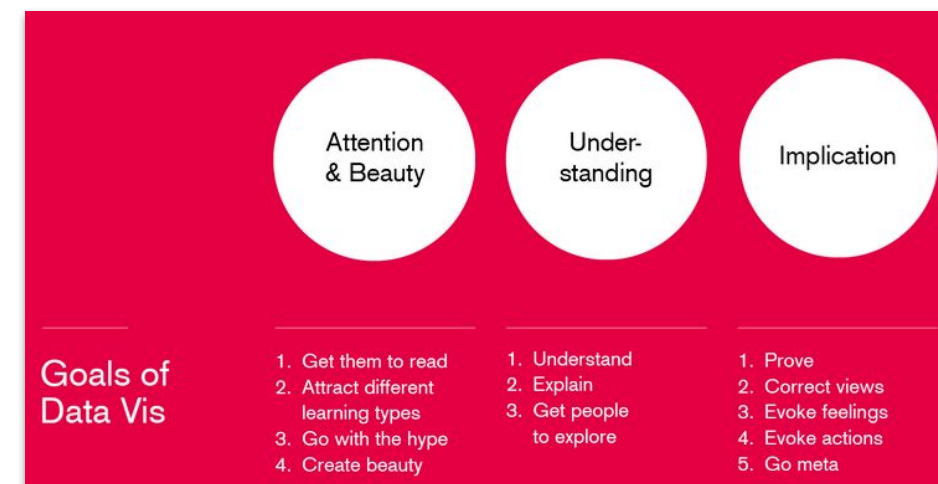 Attention
& Beauty
Under-
standing
Implication
Goals of
Data Vis
1. Get them to read
2. Attract different
learning types
3. Go with the hype
4. Create beauty
1. Understand
2. Explain
3. Get people
to explore
1. Prove
2. Correct views
3. Evoke feelings
4. Evoke actions
5. Go meta